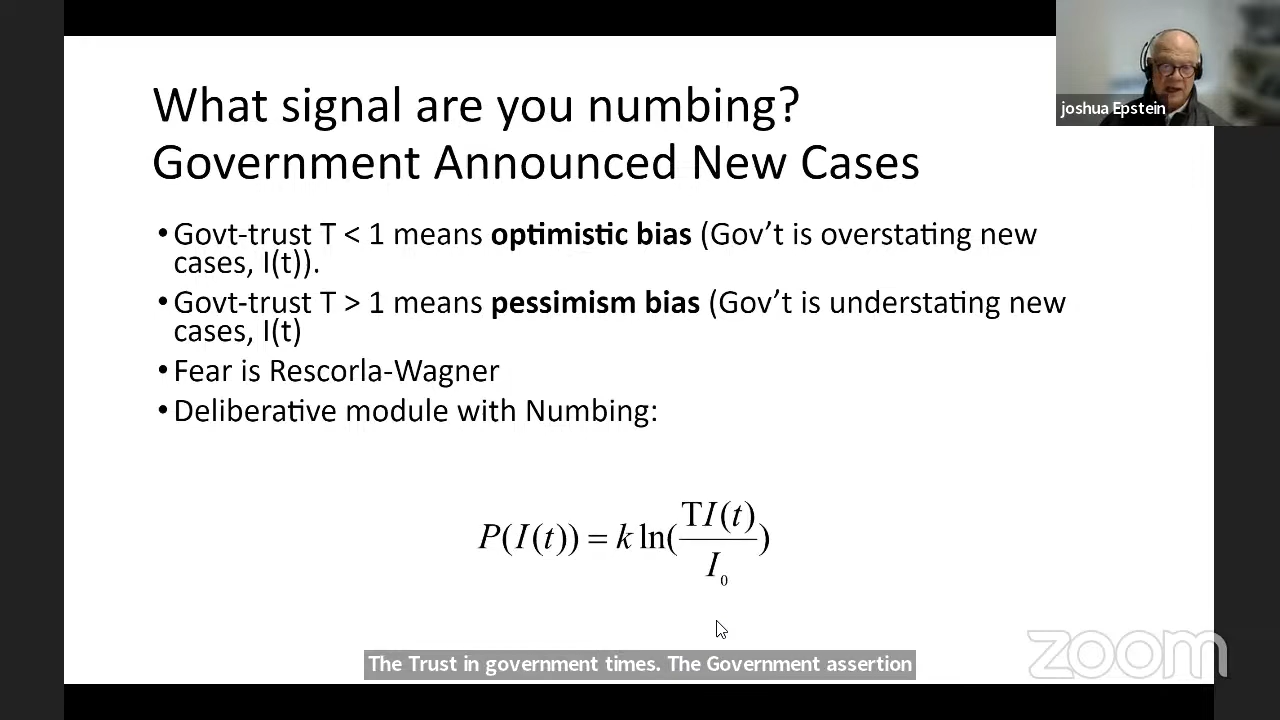 What signal are you numbing?
Government Announced New Cases
• Govt-trust T < 1 means optimistic bias (Gov’t is overstating new
cases, I(t)).
• Govt-trust T > 1 means pessimism bias (Gov’t is understating new
cases, I(t)
• Fear is Rescorla-Wagner
• Deliberative module with Numbing:
P(I(t)) = k ln(TI(t)/I₀)
joshua Epstein
The Trust in government times. The Government assertion
zoom